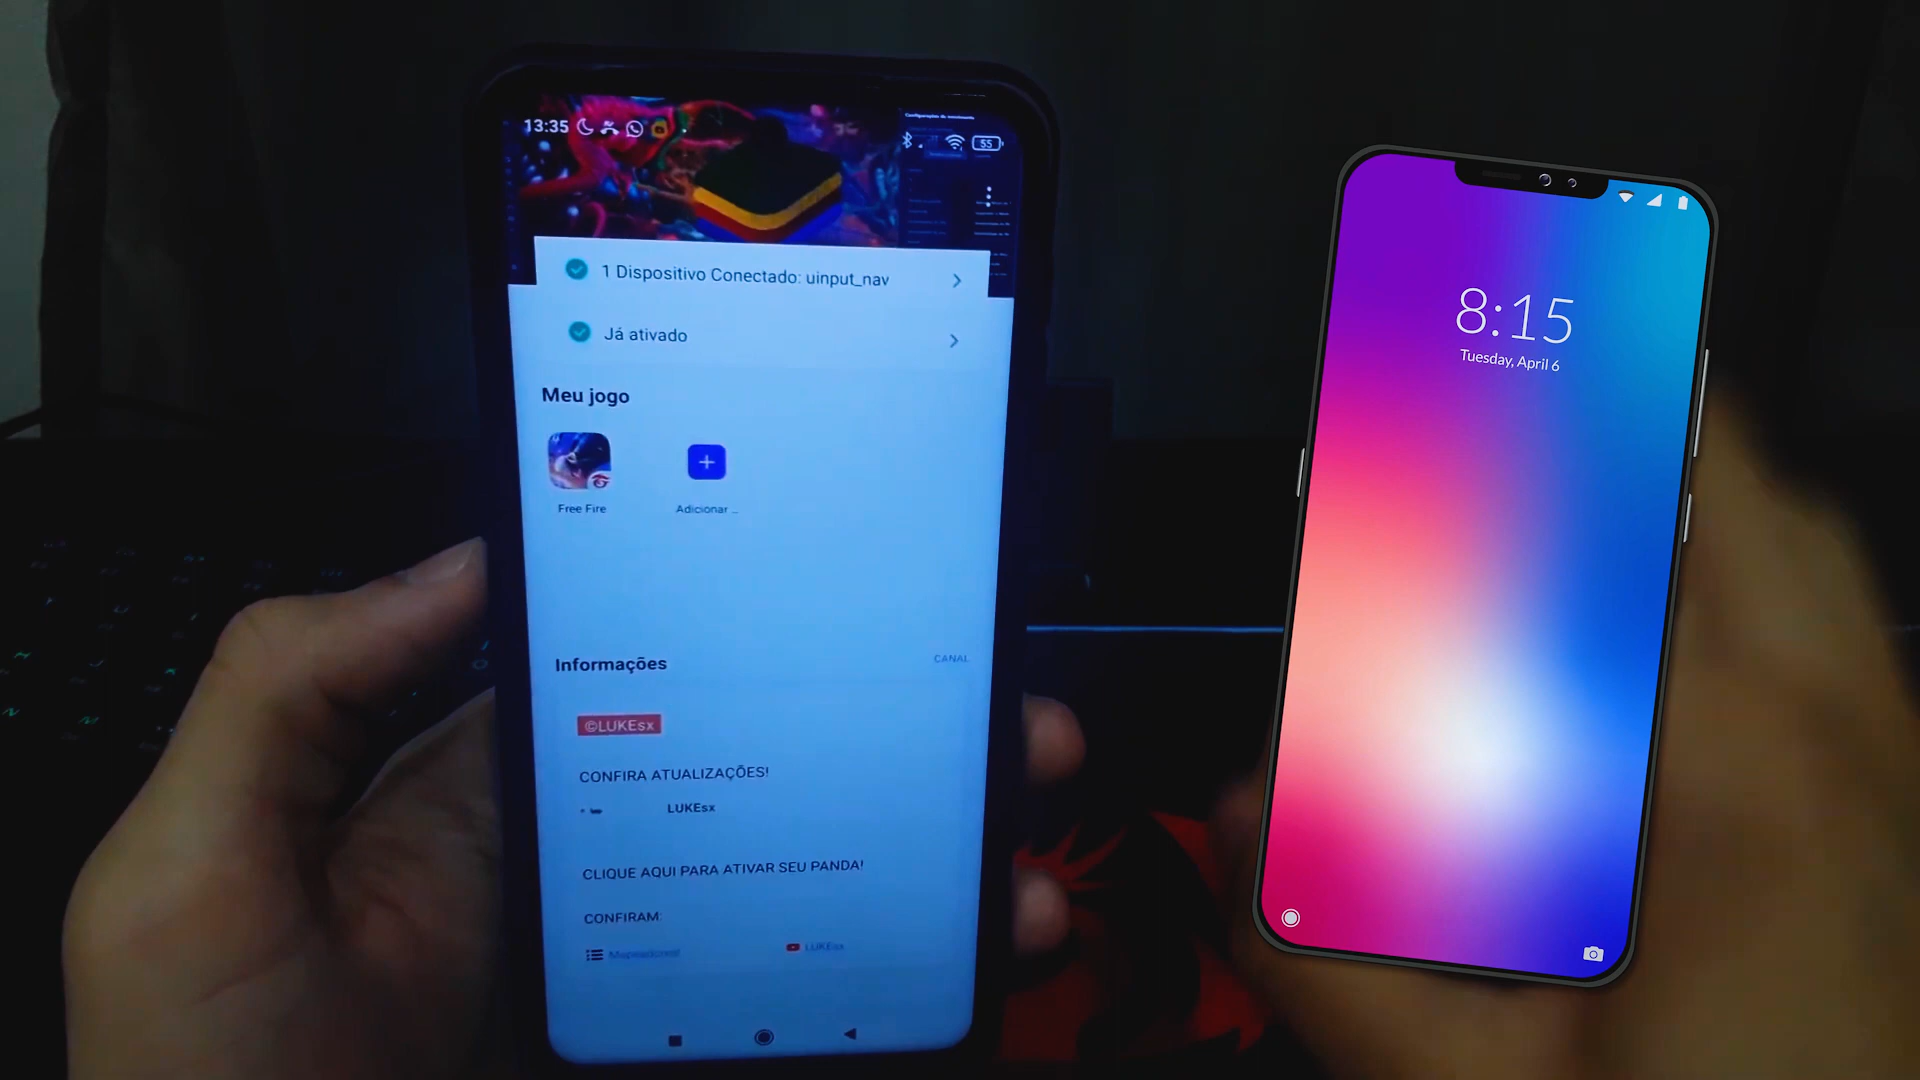 13:35
55
1 Dispositivo Conectado: uinput_nav
Já ativado
Meu jogo
Free Fire
Adicionar ...
Informações
CANAL
©LUKEsx
CONFIRA ATUALIZAÇÕES!
LUKEsx
CLIQUE AQUI PARA ATIVAR SEU PANDA!
CONFIRAM:
LUKEsx
8:15
Tuesday, April 6